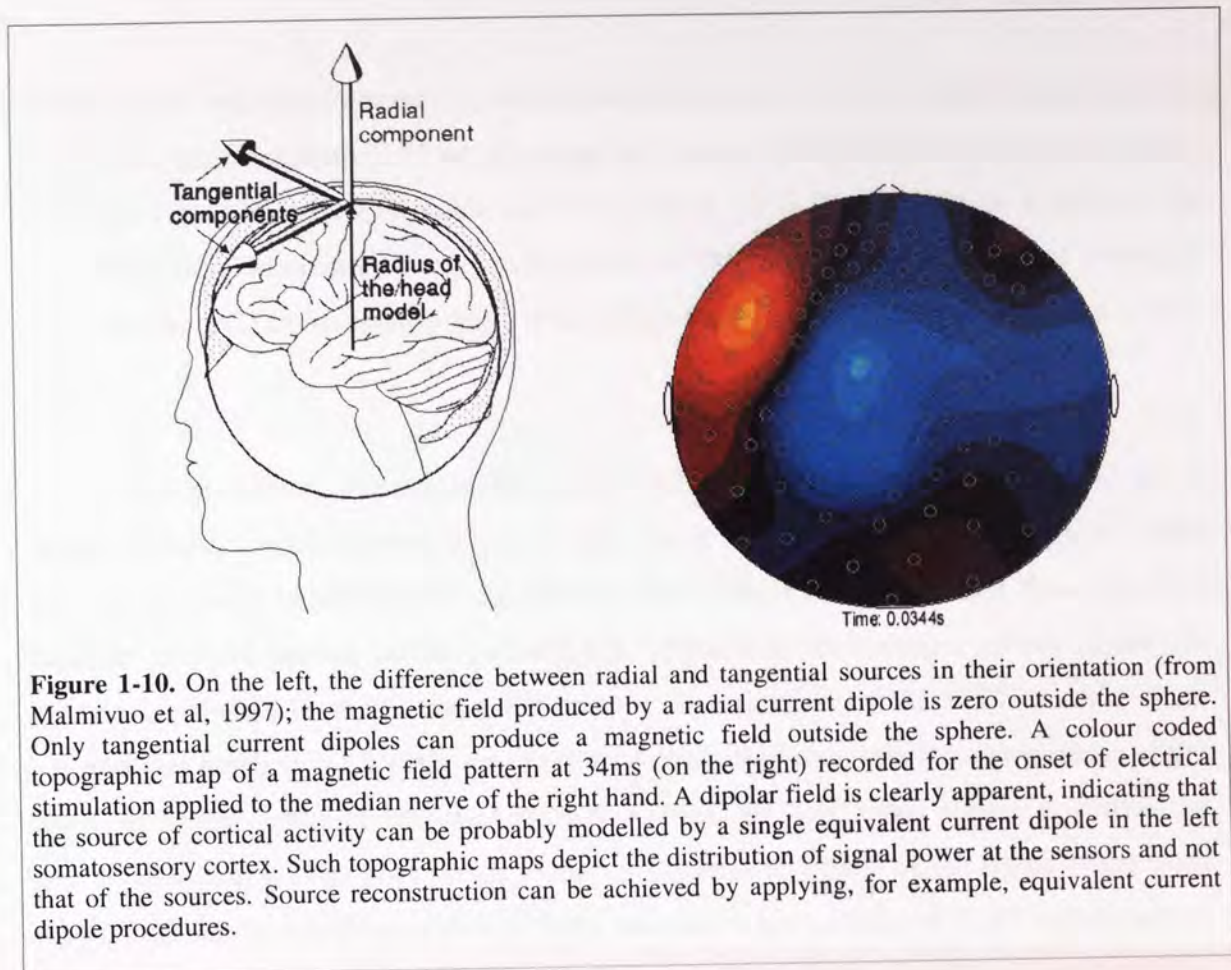 Radial
component
Tangential
components
Radius of
the head
model
Time: 0.0344s
Figure 1-10. On the left, the difference between radial and tangential sources in their orientation (from
Malmivuo et al, 1997); the magnetic field produced by a radial current dipole is zero outside the sphere.
Only tangential current dipoles can produce a magnetic field outside the sphere. A colour coded
topographic map of a magnetic field pattern at 34ms (on the right) recorded for the onset of electrical
stimulation applied to the median nerve of the right hand. A dipolar field is clearly apparent, indicating that
the source of cortical activity can be probably modelled by a single equivalent current dipole in the left
somatosensory cortex. Such topographic maps depict the distribution of signal power at the sensors and not
that of the sources. Source reconstruction can be achieved by applying, for example, equivalent current
dipole procedures.